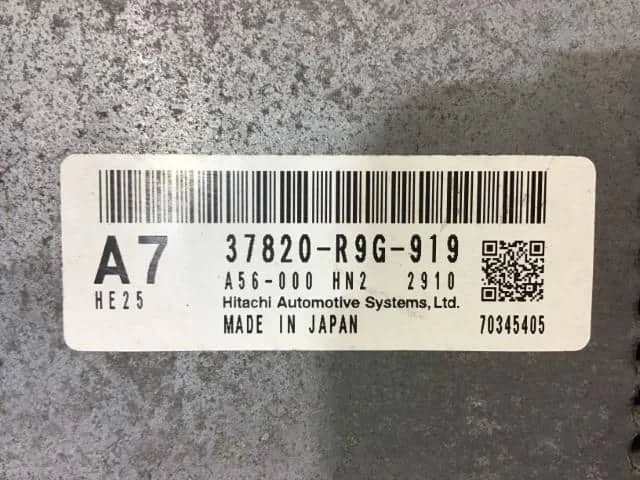 A7 37820-R9G-919
HE25 A56-000 HN2 2910
Hitachi Automotive Systems,Ltd.
MADE IN JAPAN 70345405